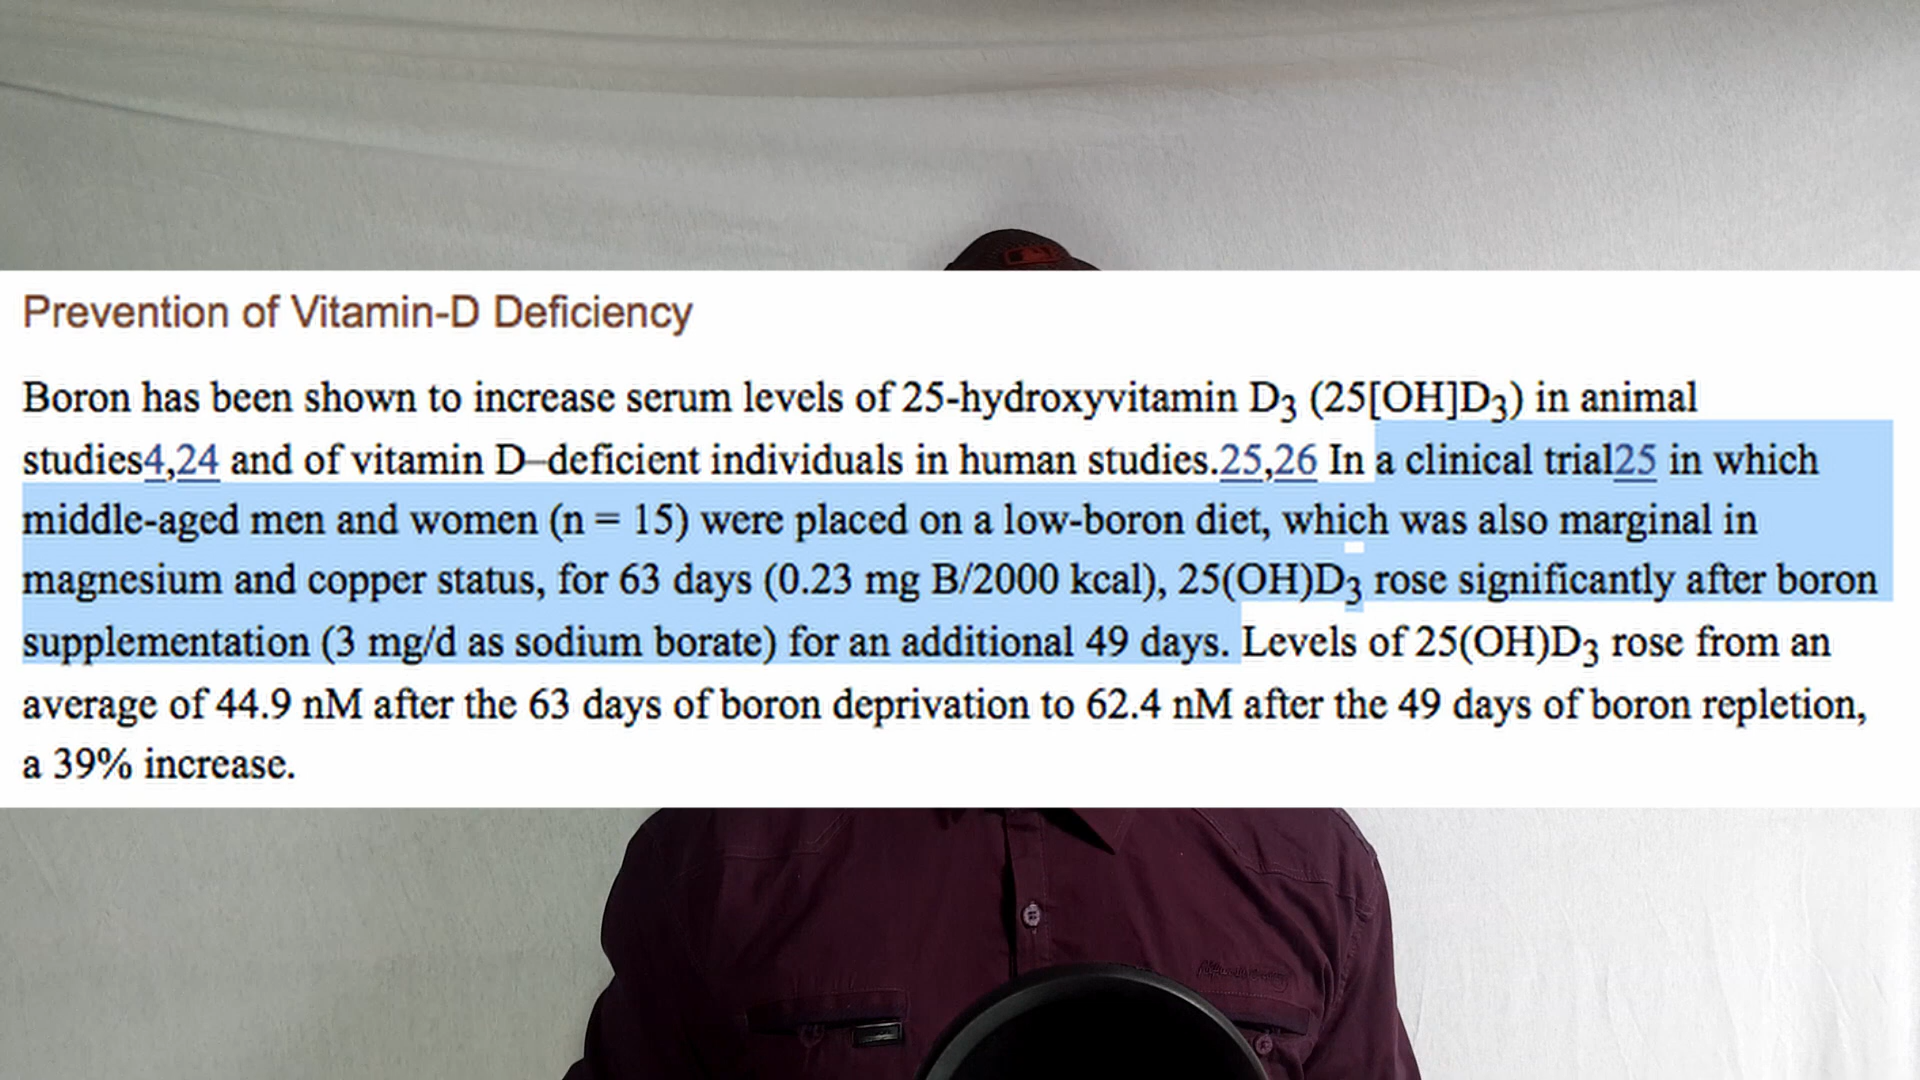 Prevention of Vitamin-D Deficiency
Boron has been shown to increase serum levels of 25-hydroxyvitamin D3 (25[OH]D3) in animal
studies4,24 and of vitamin D–deficient individuals in human studies.25,26 In a clinical trial25 in which
middle-aged men and women (n = 15) were placed on a low-boron diet, which was also marginal in
magnesium and copper status, for 63 days (0.23 mg B/2000 kcal), 25(OH)D3 rose significantly after boron
supplementation (3 mg/d as sodium borate) for an additional 49 days. Levels of 25(OH)D3 rose from an
average of 44.9 nM after the 63 days of boron deprivation to 62.4 nM after the 49 days of boron repletion,
a 39% increase.